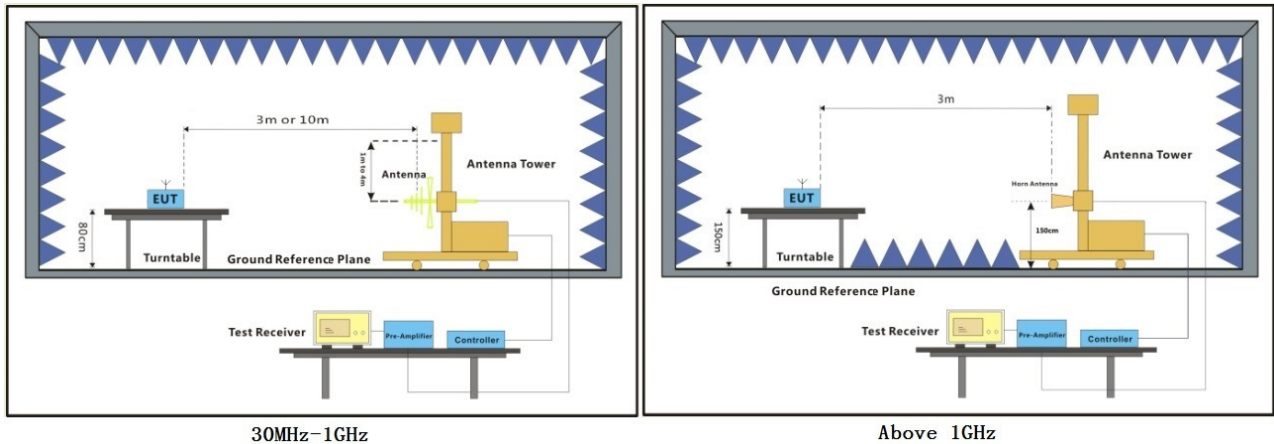 3m or 10m
1m to 4m
Antenna
Antenna Tower
EUT
80cm
Turntable
Ground Reference Plane
Test Receiver
Pre-Amplifier
Controller
30MHz-1GHz
3m
Antenna Tower
Horn Antenna
EUT
150cm
150cm
Turntable
Ground Reference Plane
Test Receiver
Pre-Amplifier
Controller
Above 1GHz